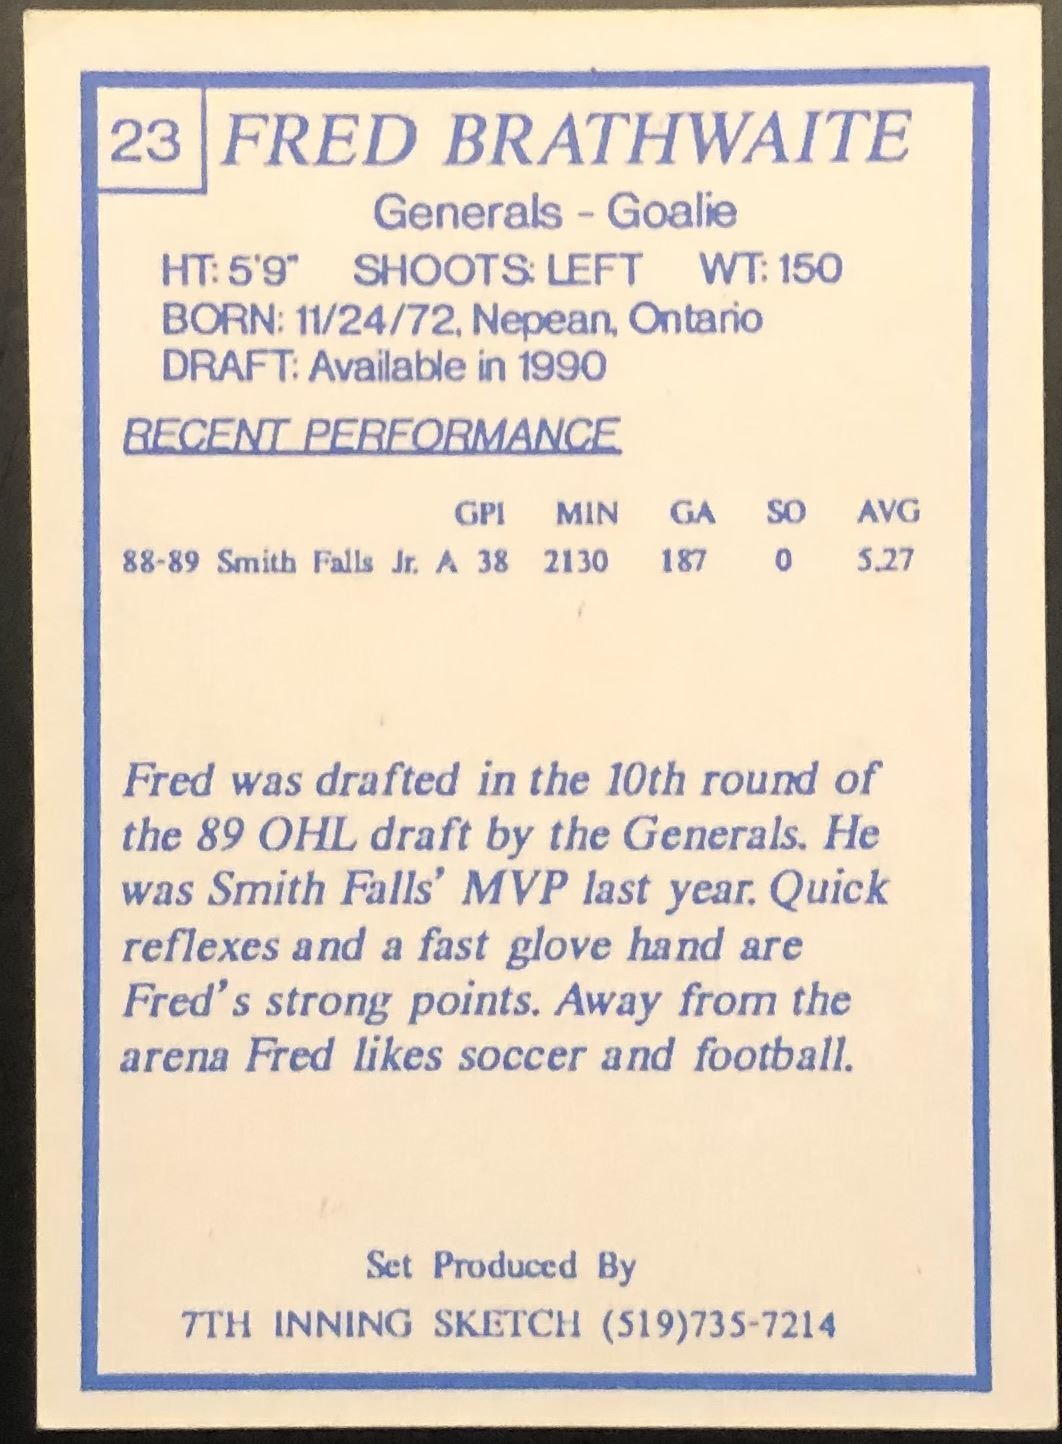 23 FRED BRATHWAITE
Generals - Goalie
HT: 5'9" SHOOTS: LEFT WT: 150
BORN: 11/24/72, Nepean, Ontario
DRAFT: Available in 1990
RECENT PERFORMANCE
GPI MIN GA SO AVG
88-89 Smith Falls Jr. A 38 2130 187 0 5.27
Fred was drafted in the 10th round of
the 89 OHL draft by the Generals. He
was Smith Falls' MVP last year. Quick
reflexes and a fast glove hand are
Fred's strong points. Away from the
arena Fred likes soccer and football.
Set Produced By
7TH INNING SKETCH (519)735-7214